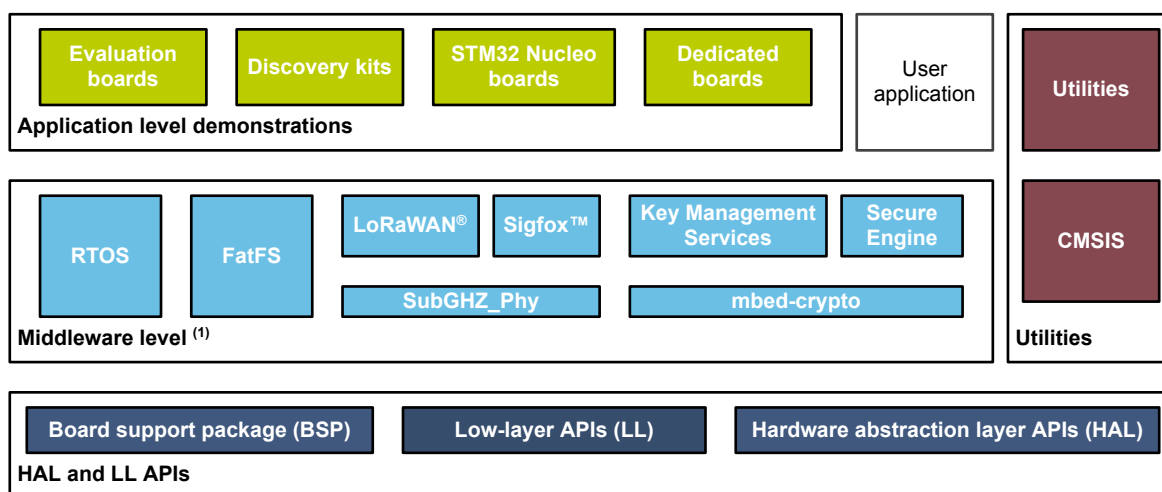 Evaluation
boards
Discovery kits
STM32 Nucleo
boards
Dedicated
boards
Application level demonstrations
User
application
Utilities
RTOS
FatFS
LoRaWAN®
Sigfox™
Key Management
Services
Secure
Engine
SubGHZ_Phy
mbed-crypto
Middleware level (1)
CMSIS
Utilities
Board support package (BSP)
Low-layer APIs (LL)
Hardware abstraction layer APIs (HAL)
HAL and LL APIs